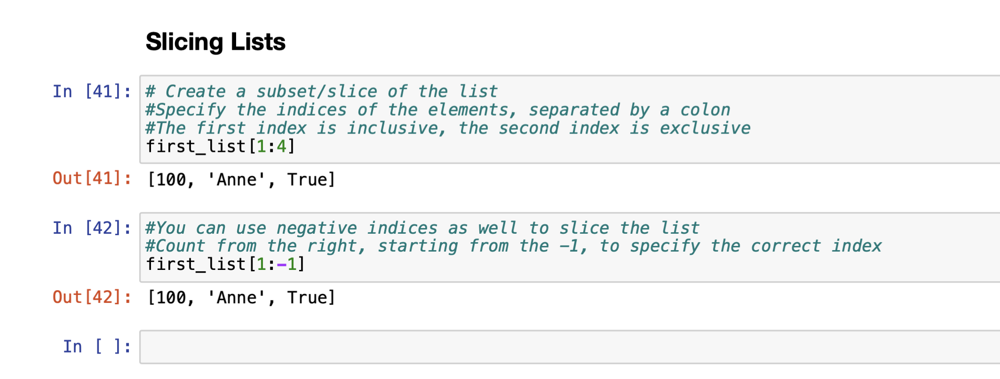 Slicing Lists
In [41]: # Create a subset/slice of the list
#Specify the indices of the elements, separated by a colon
#The first index is inclusive, the second index is exclusive
first_list[1:4]
Out[41]: [100, 'Anne', True]
In [42]: #You can use negative indices as well to slice the list
#Count from the right, starting from the -1, to specify the correct index
first_list[1:-1]
Out[42]: [100, 'Anne', True]
In [ ]: